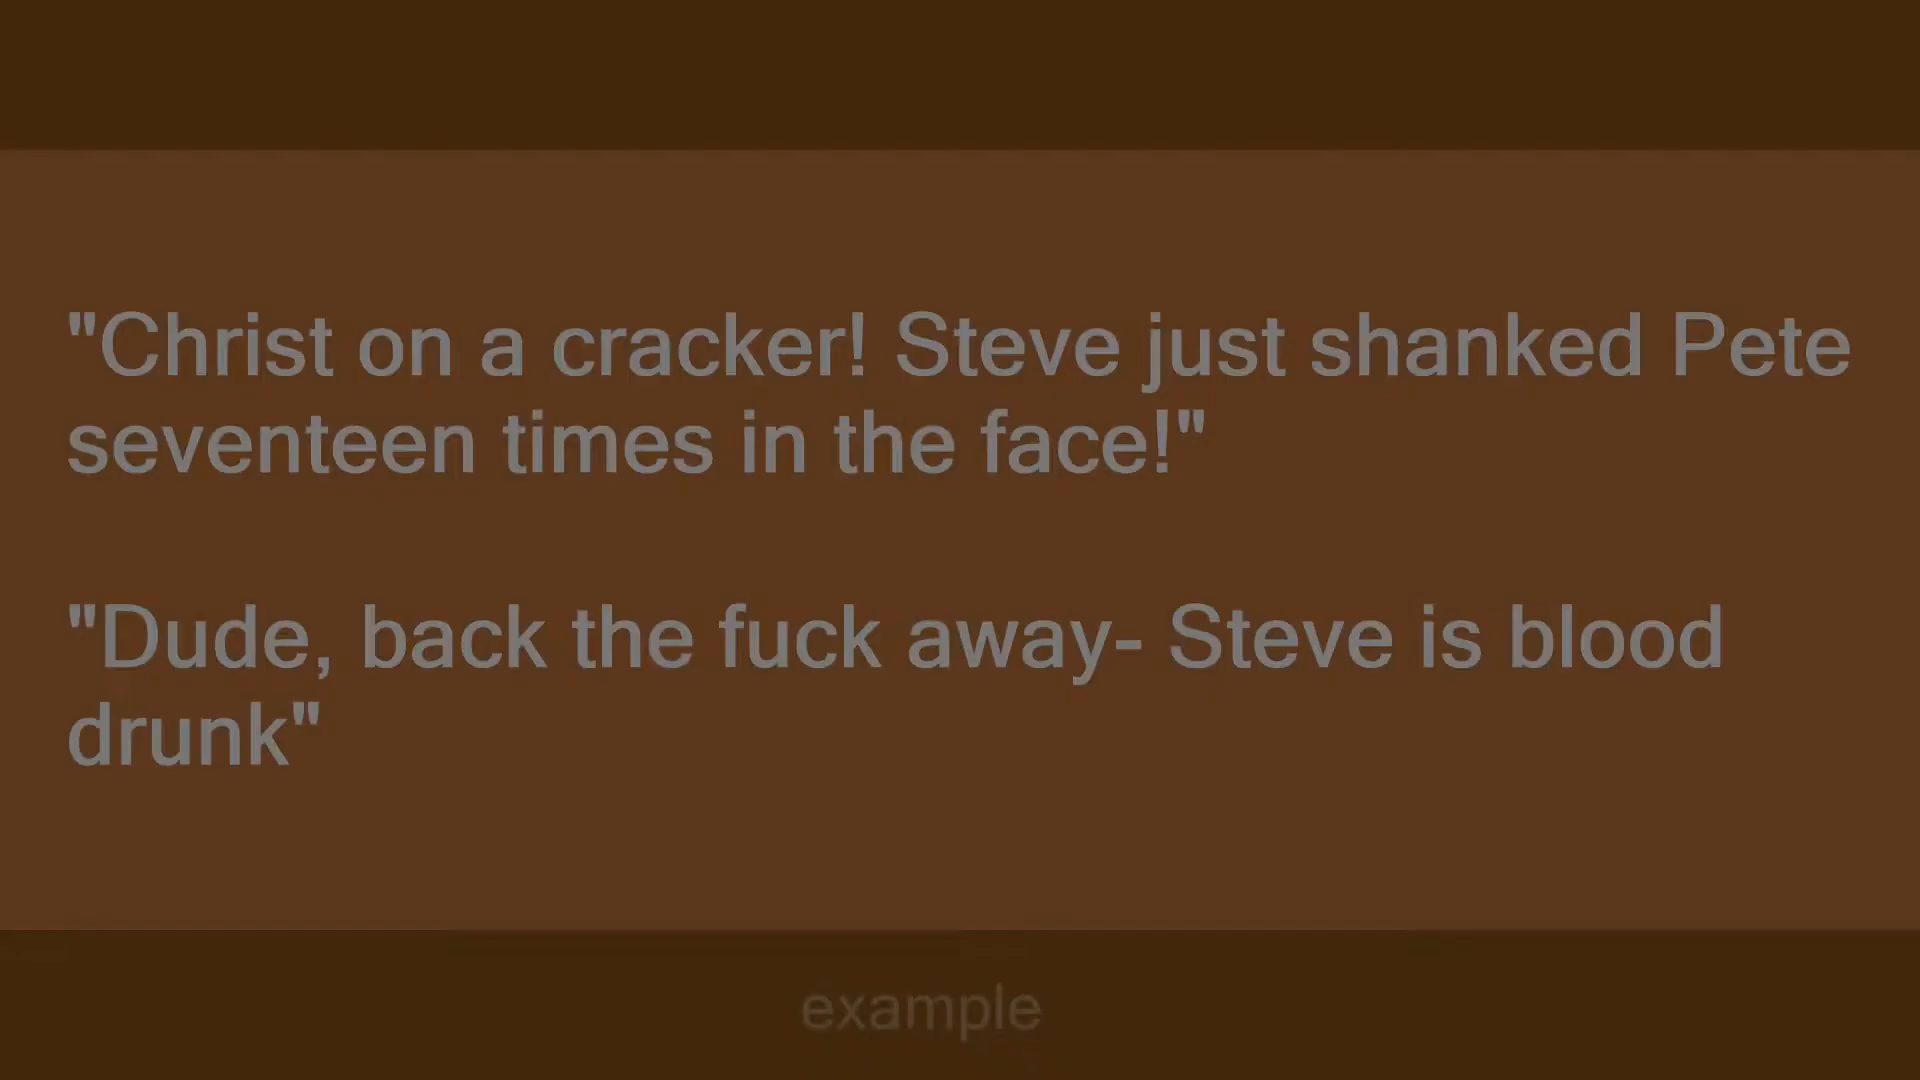 "Christ on a cracker! Steve just shanked Pete
seventeen times in the face!"
"Dude, back the fuck away- Steve is blood
drunk"
example